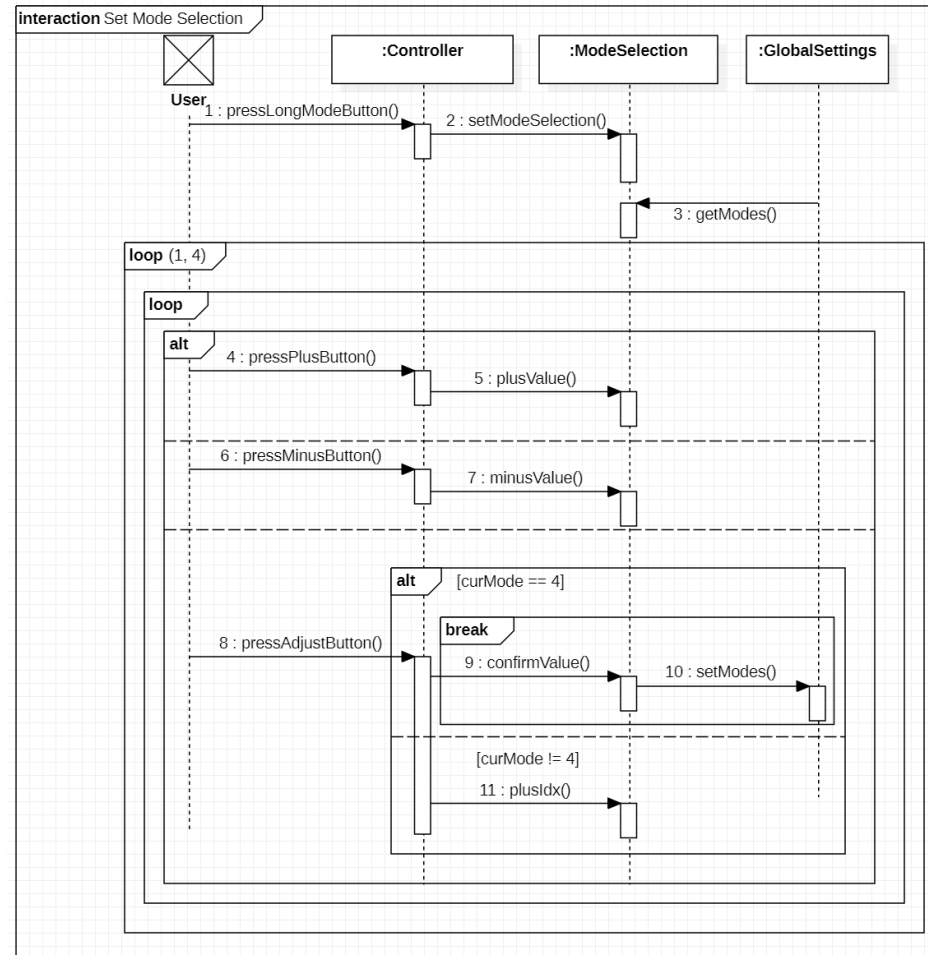 interaction Set Mode Selection
:Controller
:ModeSelection
:GlobalSettings
User
1 : pressLongModeButton()
2 : setModeSelection()
3 : getModes()
loop (1, 4)
loop
alt
4 : pressPlusButton()
5 : plusValue()
6 : pressMinusButton()
7 : minusValue()
alt [curMode == 4]
break
8 : pressAdjustButton()
9 : confirmValue()
10 : setModes()
[curMode != 4]
11 : plusIdx()